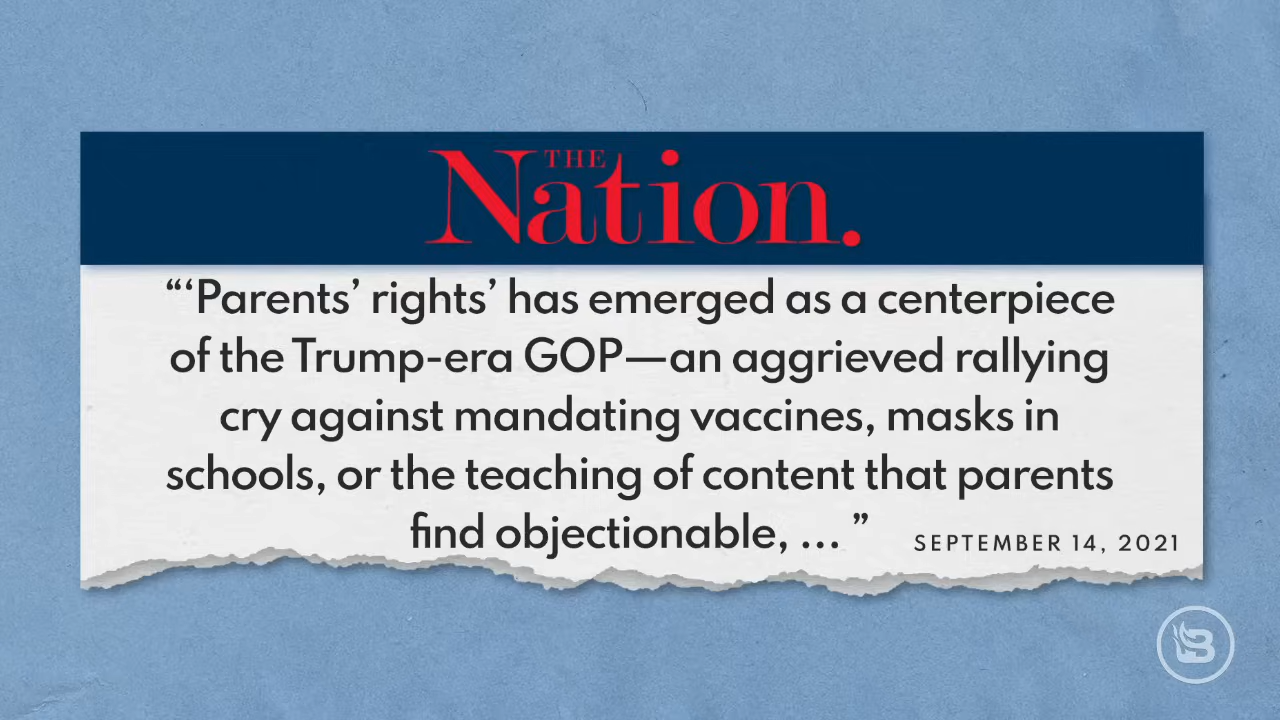 THE
Nation.
“‘Parents’ rights’ has emerged as a centerpiece
of the Trump-era GOP—an aggrieved rallying
cry against mandating vaccines, masks in
schools, or the teaching of content that parents
find objectionable, ... ”
SEPTEMBER 14, 2021
B